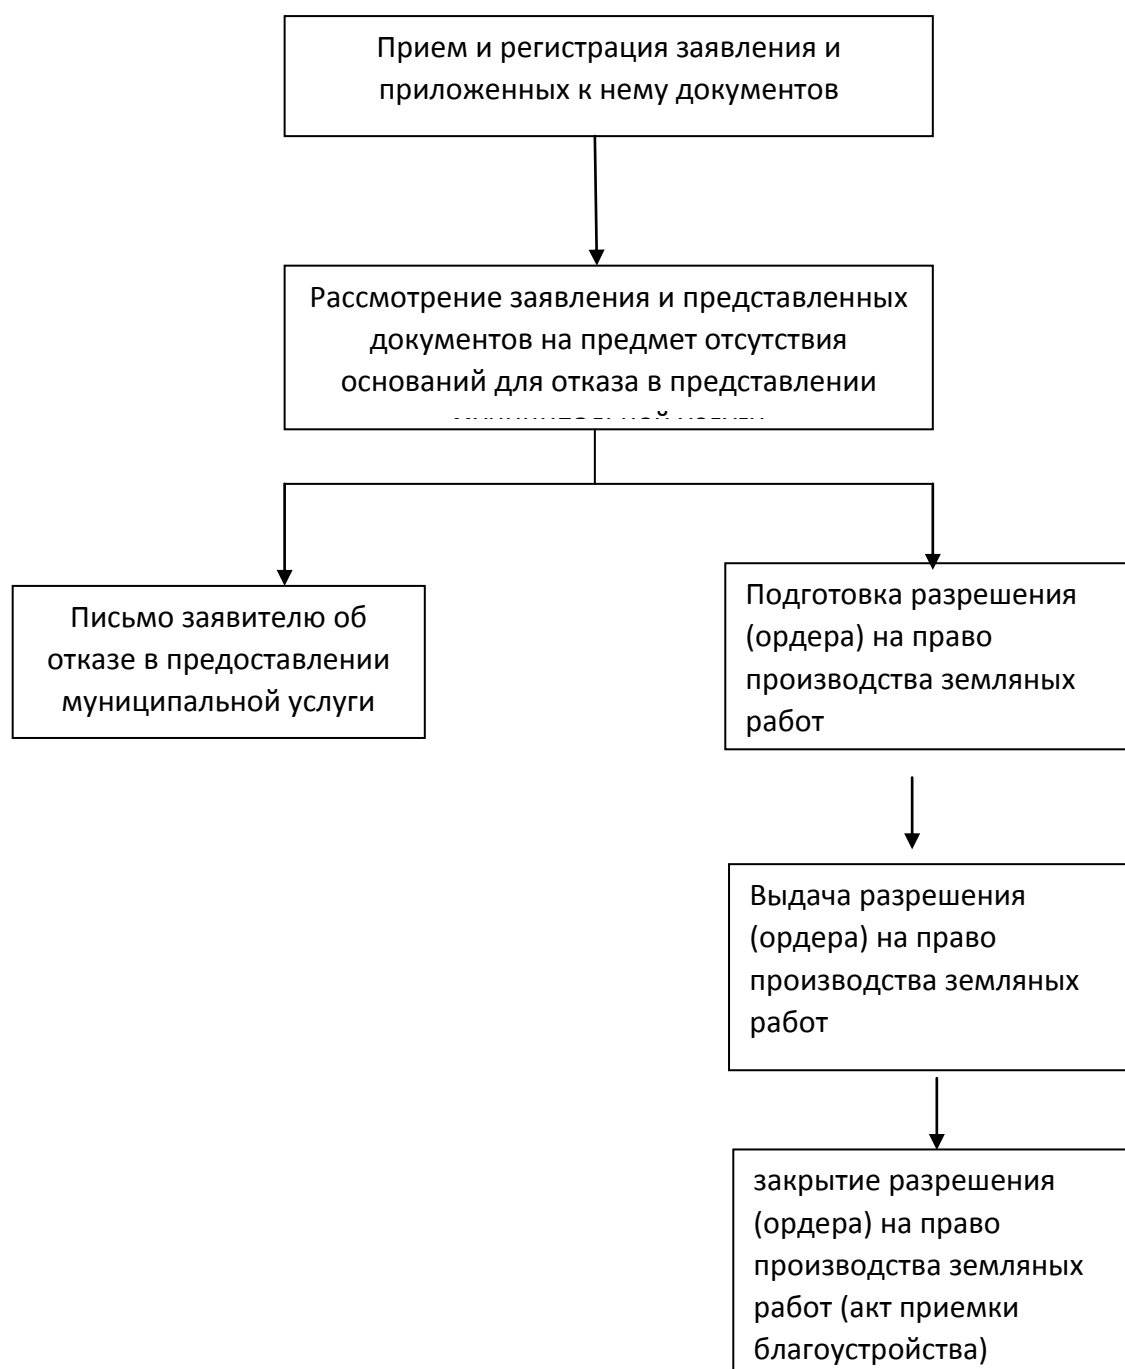 Прием и регистрация заявления и
приложенных к нему документов
Рассмотрение заявления и представленных
документов на предмет отсутствия
оснований для отказа в представлении
Письмо заявителю об
отказе в предоставлении
муниципальной услуги
Подготовка разрешения
(ордера) на право
производства земляных
работ
Выдача разрешения
(ордера) на право
производства земляных
работ
закрытие разрешения
(ордера) на право
производства земляных
работ (акт приемки
благоустройства)